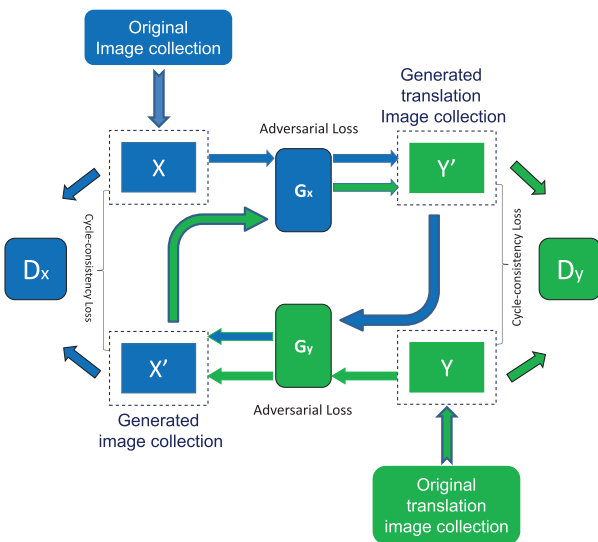 Original
Image collection
Generated
translation
Image collection
Adversarial Loss
X
Gx
Y’
Cycle-consistency Loss
Cycle-consistency Loss
Dx
Dy
X’
Gy
Y
Adversarial Loss
Generated
image collection
Original
translation
image collection